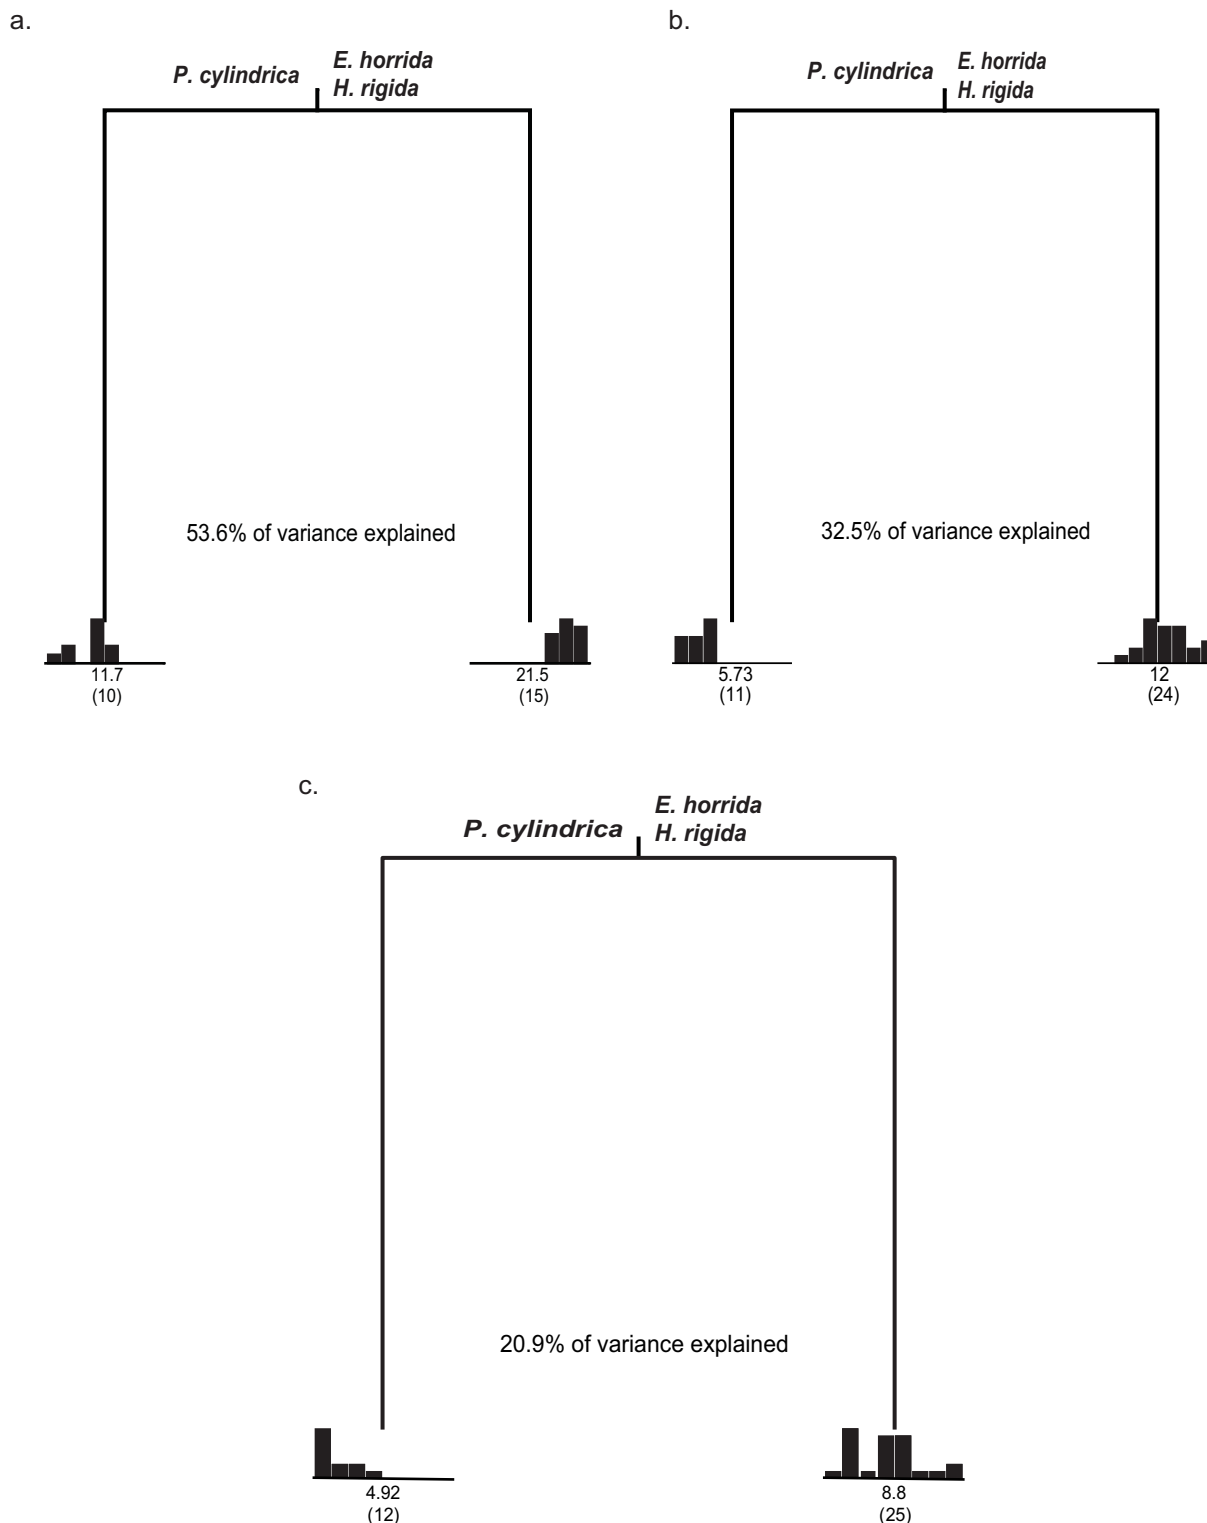 a.
P. cylindrica
E. horrida
H. rigida
53.6% of variance explained
11.7
(10)
21.5
(15)
b.
P. cylindrica
E. horrida
H. rigida
32.5% of variance explained
5.73
(11)
12
(24)
c.
P. cylindrica
E. horrida
H. rigida
20.9% of variance explained
4.92
(12)
8.8
(25)